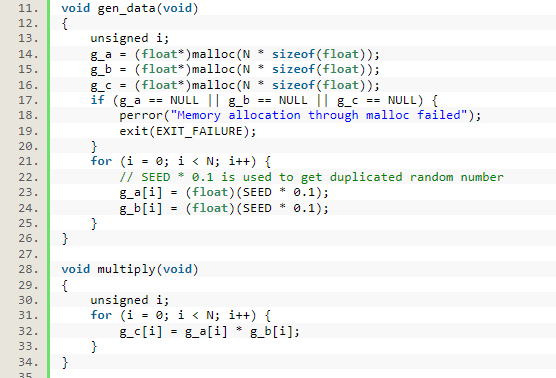 11. void gen_data(void)
12. {
13.     unsigned i;
14.     g_a = (float*)malloc(N * sizeof(float));
15.     g_b = (float*)malloc(N * sizeof(float));
16.     g_c = (float*)malloc(N * sizeof(float));
17.     if (g_a == NULL || g_b == NULL || g_c == NULL) {
18.         perror("Memory allocation through malloc failed");
19.         exit(EXIT_FAILURE);
20.     }
21.     for (i = 0; i < N; i++) {
22.         // SEED * 0.1 is used to get duplicated random number
23.         g_a[i] = (float)(SEED * 0.1);
24.         g_b[i] = (float)(SEED * 0.1);
25.     }
26. }
27.
28. void multiply(void)
29. {
30.     unsigned i;
31.     for (i = 0; i < N; i++) {
32.         g_c[i] = g_a[i] * g_b[i];
33.     }
34. }
35